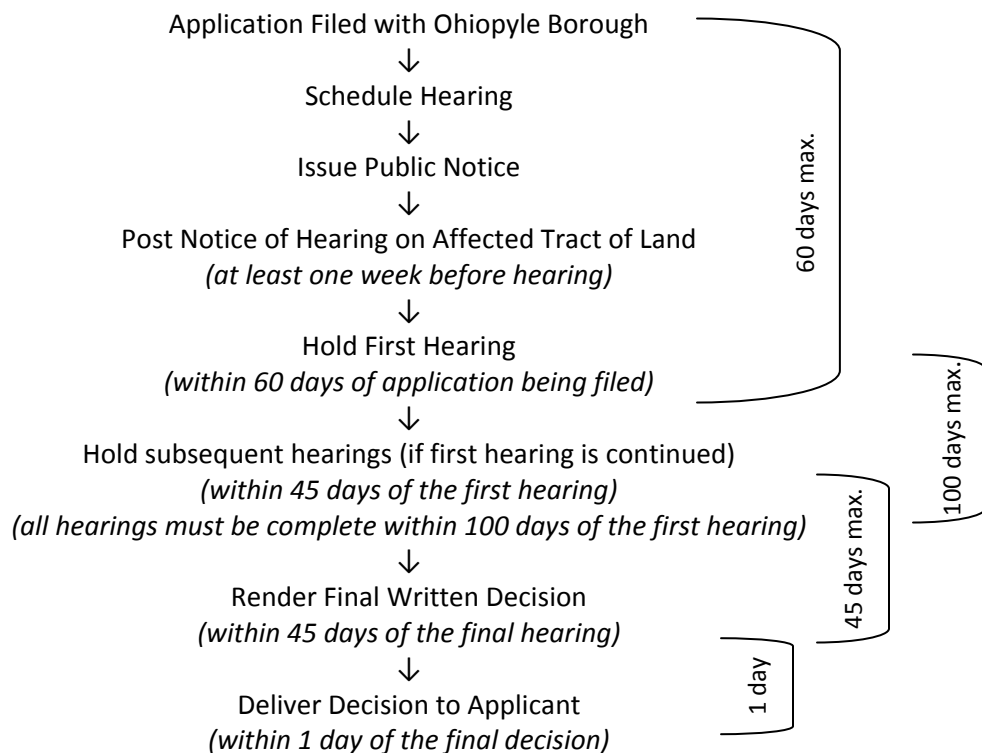 Application Filed with Ohiopyle Borough
↓
Schedule Hearing
↓
Issue Public Notice
↓
Post Notice of Hearing on Affected Tract of Land
(at least one week before hearing)
↓
Hold First Hearing
(within 60 days of application being filed)
↓
Hold subsequent hearings (if first hearing is continued)
(within 45 days of the first hearing)
(all hearings must be complete within 100 days of the first hearing)
↓
Render Final Written Decision
(within 45 days of the final hearing)
↓
Deliver Decision to Applicant
(within 1 day of the final decision)
60 days max.
100 days max.
45 days max.
1 day